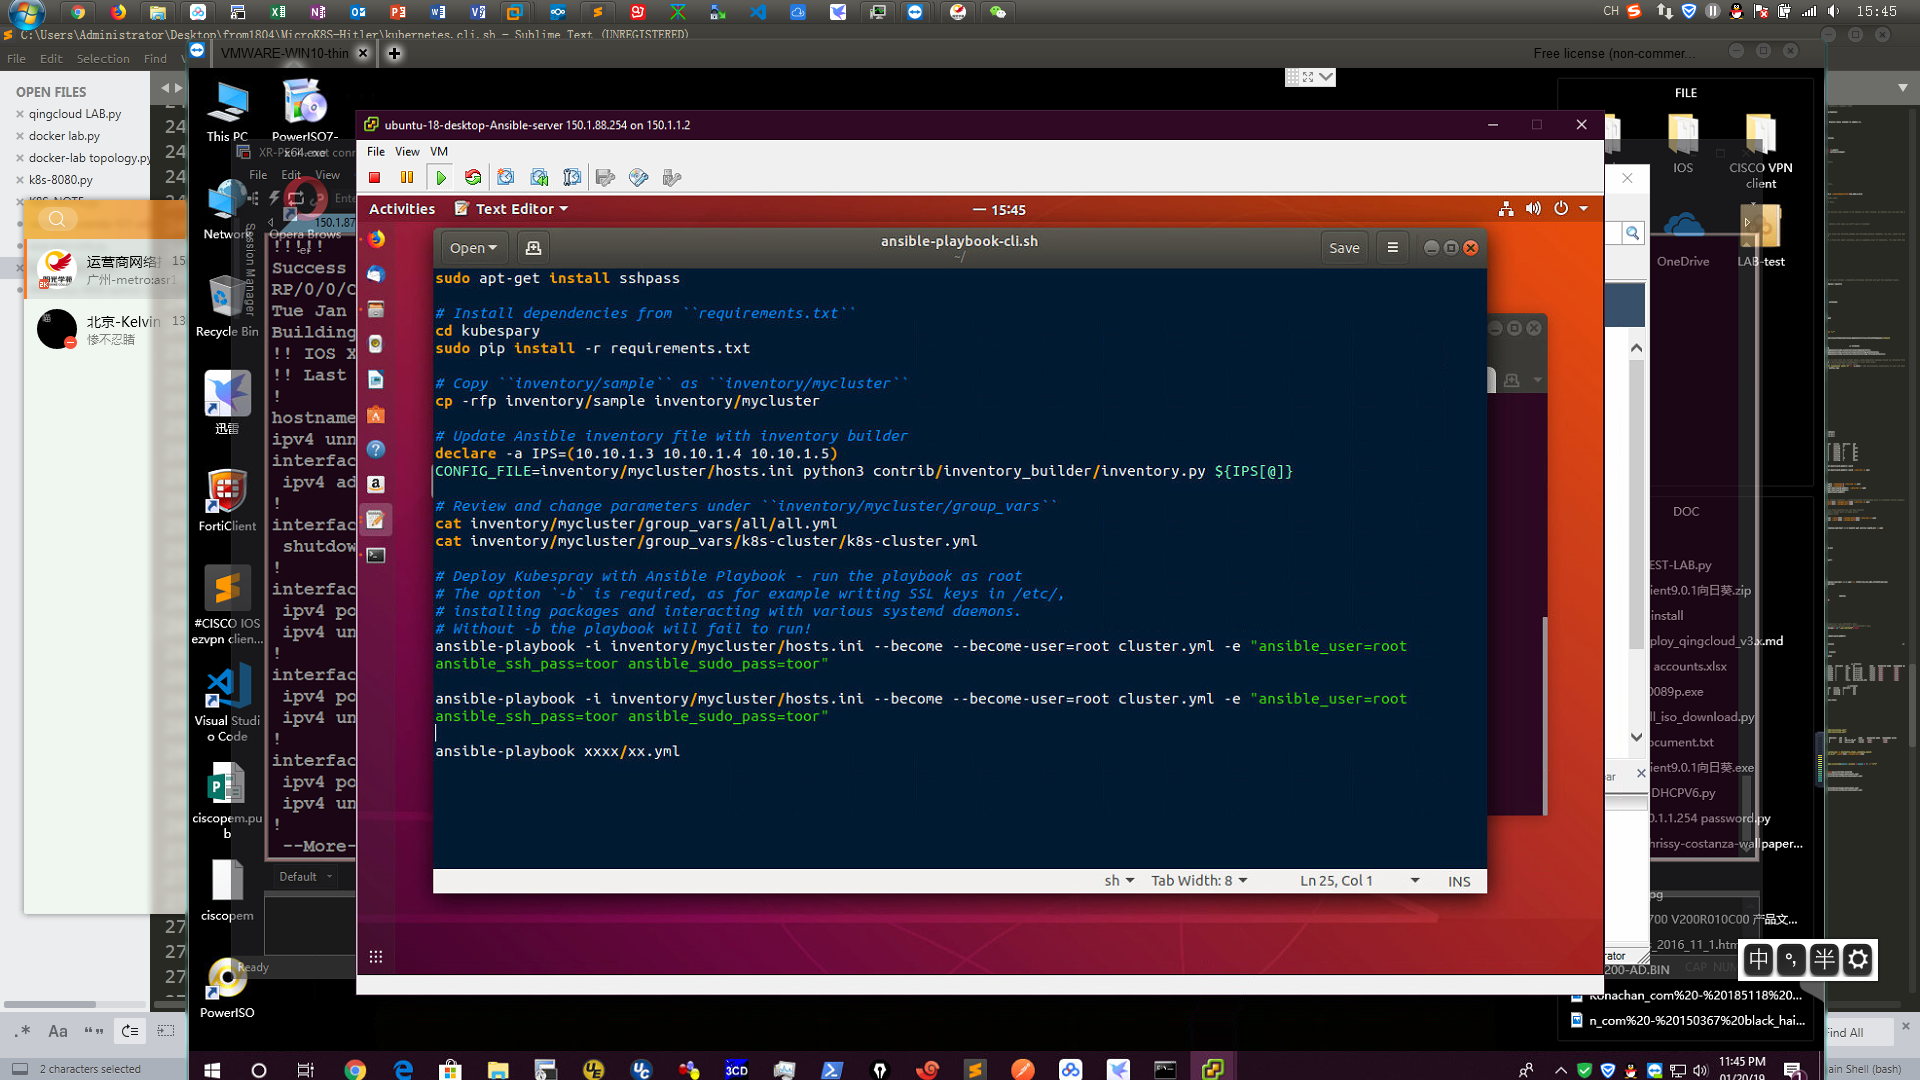 CH
15:45
C:\Users\Administrator\Desktop\from1804\MicroK8S-Hitler\kubernetes.cli.sh - Sublime Text (UNREGISTERED)
File Edit Selection Find
VMWARE-WIN10-thin
Free license (non-commer...
OPEN FILES
qingcloud LAB.py
docker lab.py
docker-lab topology.py
k8s-8080.py
运营商网络技
15
广州-metro:asr1
北京-Kelvin
13
惨不忍睹
This PC
PowerISO7-
x64.exe
Network
Opera Brows
er
Recycle Bin
迅雷
FortiClient
#CISCO IOS
ezvpn clien...
Visual Studi
o Code
ciscopem.pu
b
ciscopem
PowerISO
File Edit View
150.1.87
Session Manager
!!!!!
Success
RP/0/0/C
Tue Jan
Building
!! IOS X
!! Last
!
hostname
ipv4 unn
interfac
ipv4 ad
!
interfac
shutdow
!
interfac
ipv4 po
ipv4 un
!
interfac
ipv4 po
ipv4 un
!
interfac
ipv4 po
ipv4 un
!
--More-
Default
Ready
ubuntu-18-desktop-Ansible-server 150.1.88.254 on 150.1.1.2
File View VM
Activities
Text Editor
— 15:45
Open
ansible-playbook-cli.sh
~/
Save
sudo apt-get install sshpass
# Install dependencies from ``requirements.txt``
cd kubespary
sudo pip install -r requirements.txt
# Copy ``inventory/sample`` as ``inventory/mycluster``
cp -rfp inventory/sample inventory/mycluster
# Update Ansible inventory file with inventory builder
declare -a IPS=(10.10.1.3 10.10.1.4 10.10.1.5)
CONFIG_FILE=inventory/mycluster/hosts.ini python3 contrib/inventory_builder/inventory.py ${IPS[@]}
# Review and change parameters under ``inventory/mycluster/group_vars``
cat inventory/mycluster/group_vars/all/all.yml
cat inventory/mycluster/group_vars/k8s-cluster/k8s-cluster.yml
# Deploy Kubespray with Ansible Playbook - run the playbook as root
# The option `-b` is required, as for example writing SSL keys in /etc/,
# installing packages and interacting with various systemd daemons.
# Without -b the playbook will fail to run!
ansible-playbook -i inventory/mycluster/hosts.ini --become --become-user=root cluster.yml -e "ansible_user=root
ansible_ssh_pass=toor ansible_sudo_pass=toor"
ansible-playbook -i inventory/mycluster/hosts.ini --become --become-user=root cluster.yml -e "ansible_user=root
ansible_ssh_pass=toor ansible_sudo_pass=toor"
ansible-playbook xxxx/xx.yml
sh
Tab Width: 8
Ln 25, Col 1
INS
FILE
IOS
CISCO VPN
client
OneDrive
LAB-test
DOC
EST-LAB.py
ient9.0.1向日葵.zip
install
ploy_qingcloud_v3.x.md
accounts.xlsx
0089p.exe
ll_iso_download.py
ocument.txt
ient9.0.1向日葵.exe
DHCPV6.py
0.1.1.254 password.py
hrissy-costanza-wallpaper...
700 V200R010C00 产品文...
s_2016_11_1.htm
200-AD.BIN
Konachan_com%20-%20185118%20...
n_com%20-%20150367%20black_hai...
中 °, 半
Find All
2 characters selected
11:45 PM
01/20/19
ain Shell (bash)